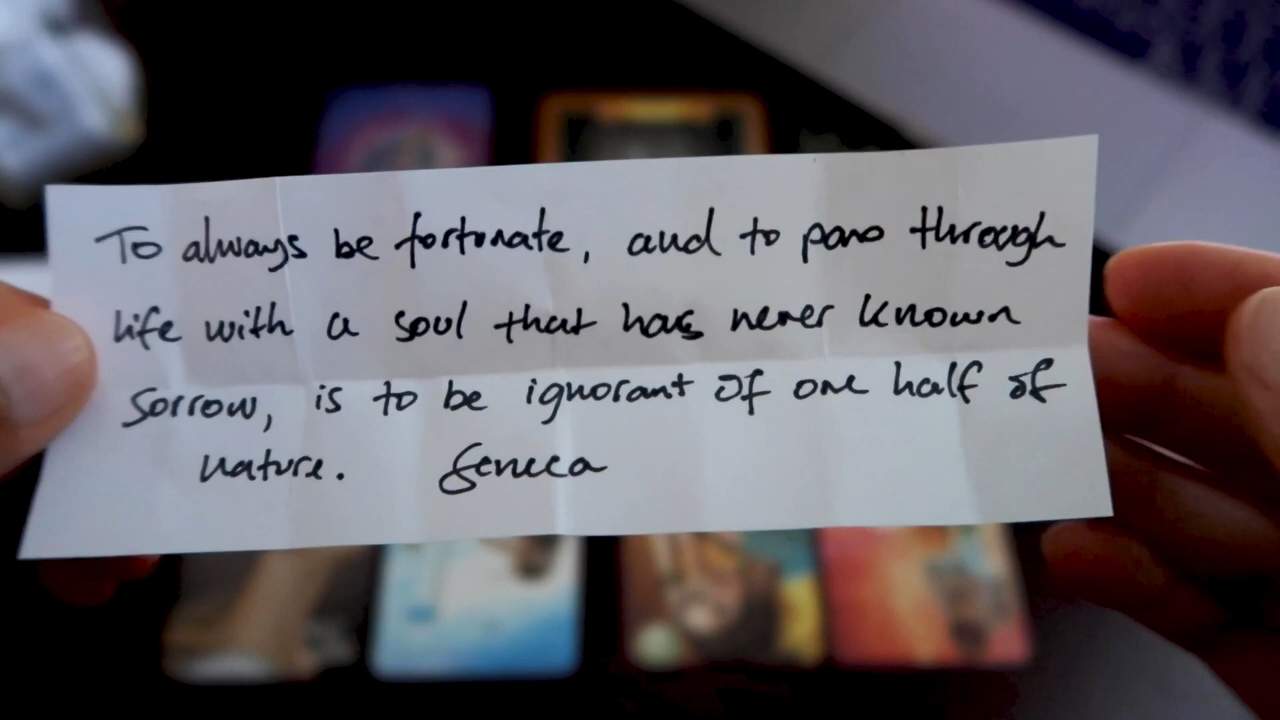 To always be fortunate, and to pass through
life with a soul that has never known
sorrow, is to be ignorant of one half of
nature. Seneca